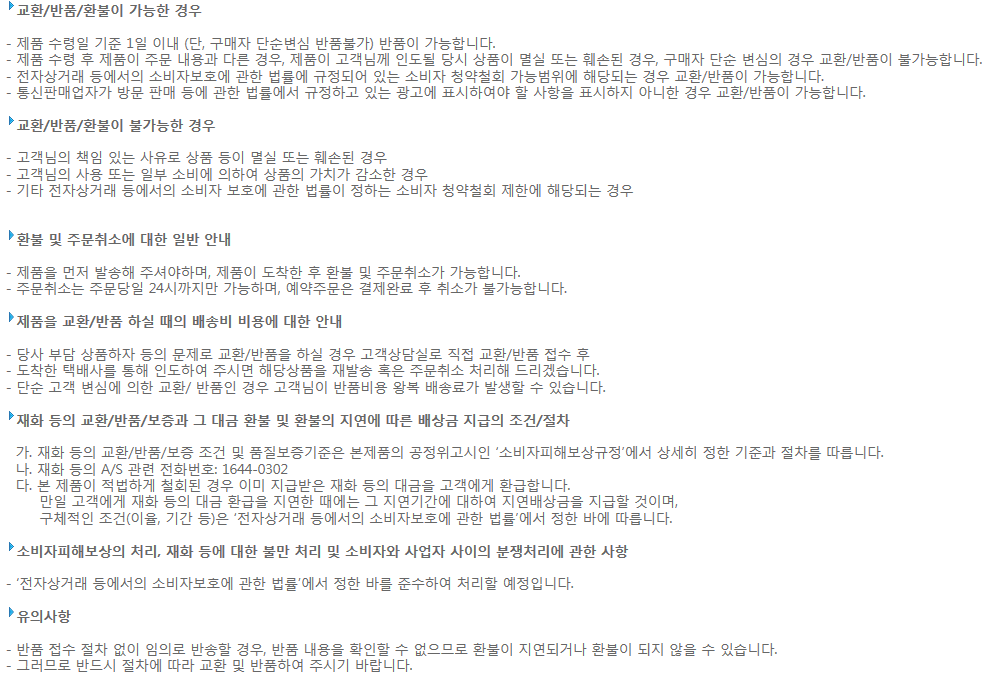 교환/반품/환불이 가능한 경우
- 제품 수령일 기준 1일 이내 (단, 구매자 단순변심 반품불가) 반품이 가능합니다.
- 제품 수령 후 제품이 주문 내용과 다른 경우, 제품이 고객님께 인도될 당시 상품이 멸실 또는 훼손된 경우, 구매자 단순 변심의 경우 교환/반품이 불가능합니다.
- 전자상거래 등에서의 소비자보호에 관한 법률에 규정되어 있는 소비자 청약철회 가능범위에 해당되는 경우 교환/반품이 가능합니다.
- 통신판매업자가 방문 판매 등에 관한 법률에서 규정하고 있는 광고에 표시하여야 할 사항을 표시하지 아니한 경우 교환/반품이 가능합니다.
교환/반품/환불이 불가능한 경우
- 고객님의 책임 있는 사유로 상품 등이 멸실 또는 훼손된 경우
- 고객님의 사용 또는 일부 소비에 의하여 상품의 가치가 감소한 경우
- 기타 전자상거래 등에서의 소비자 보호에 관한 법률이 정하는 소비자 청약철회 제한에 해당되는 경우
환불 및 주문취소에 대한 일반 안내
- 제품을 먼저 발송해 주셔야하며, 제품이 도착한 후 환불 및 주문취소가 가능합니다.
- 주문취소는 주문당일 24시까지만 가능하며, 예약주문은 결제완료 후 취소가 불가능합니다.
제품을 교환/반품 하실 때의 배송비 비용에 대한 안내
- 당사 부담 상품하자 등의 문제로 교환/반품을 하실 경우 고객상담실로 직접 교환/반품 접수 후
- 도착한 택배사를 통해 인도하여 주시면 해당상품을 재발송 혹은 주문취소 처리해 드리겠습니다.
- 단순 고객 변심에 의한 교환/ 반품인 경우 고객님이 반품비용 왕복 배송료가 발생할 수 있습니다.
재화 등의 교환/반품/보증과 그 대금 환불 및 환불의 지연에 따른 배상금 지급의 조건/절차
가. 재화 등의 교환/반품/보증 조건 및 품질보증기준은 본제품의 공정위고시인 '소비자피해보상규정'에서 상세히 정한 기준과 절차를 따릅니다.
나. 재화 등의 A/S 관련 전화번호: 1644-0302
다. 본 제품이 적법하게 철회된 경우 이미 지급받은 재화 등의 대금을 고객에게 환급합니다.
만일 고객에게 재화 등의 대금 환급을 지연한 때에는 그 지연기간에 대하여 지연배상금을 지급할 것이며,
구체적인 조건(이율, 기간 등)은 '전자상거래 등에서의 소비자보호에 관한 법률'에서 정한 바에 따릅니다.
소비자피해보상의 처리, 재화 등에 대한 불만 처리 및 소비자와 사업자 사이의 분쟁처리에 관한 사항
- '전자상거래 등에서의 소비자보호에 관한 법률'에서 정한 바를 준수하여 처리할 예정입니다.
유의사항
- 반품 접수 절차 없이 임의로 반송할 경우, 반품 내용을 확인할 수 없으므로 환불이 지연되거나 환불이 되지 않을 수 있습니다.
- 그러므로 반드시 절차에 따라 교환 및 반품하여 주시기 바랍니다.